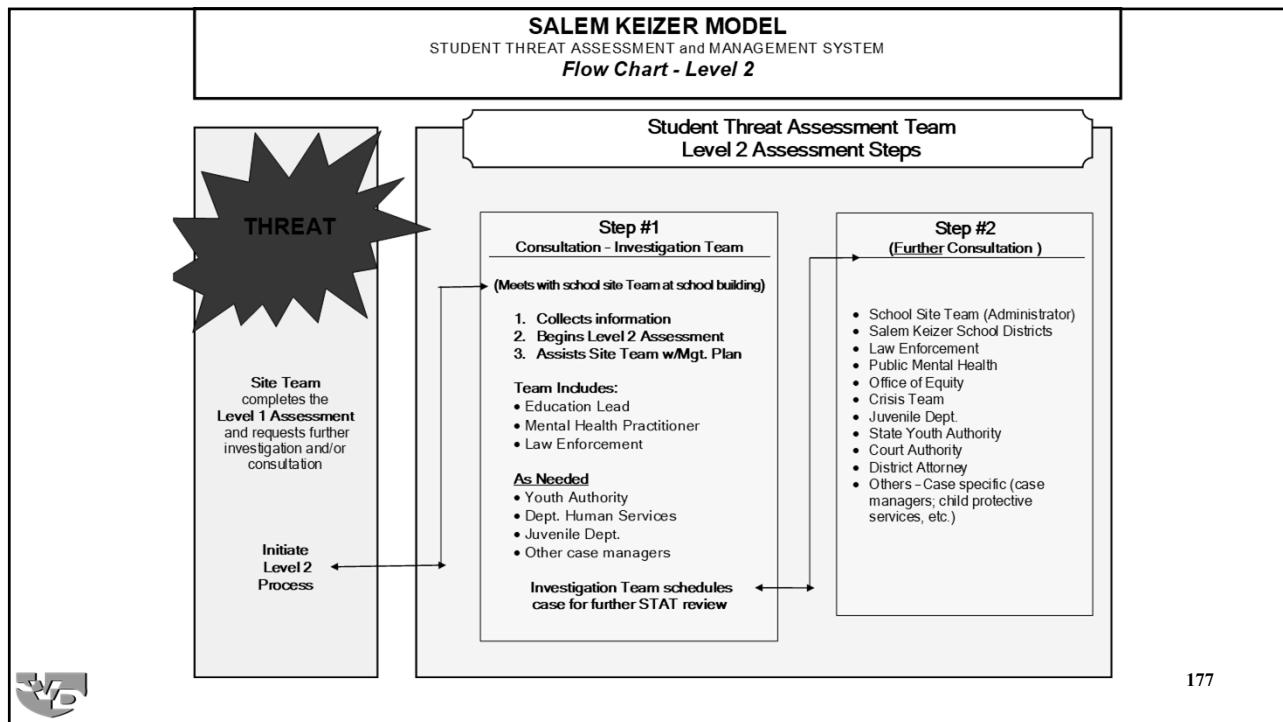 SALEM KEIZER MODEL
STUDENT THREAT ASSESSMENT and MANAGEMENT SYSTEM
Flow Chart - Level 2
THREAT
Site Team
completes the
Level 1 Assessment
and requests further
investigation and/or
consultation
Initiate
Level 2
Process
Student Threat Assessment Team
Level 2 Assessment Steps
Step #1
Consultation – Investigation Team
(Meets with school site Team at school building)
1. Collects information
2. Begins Level 2 Assessment
3. Assists Site Team w/Mgt. Plan
Team Includes:
• Education Lead
• Mental Health Practitioner
• Law Enforcement
As Needed
• Youth Authority
• Dept. Human Services
• Juvenile Dept.
• Other case managers
Investigation Team schedules
case for further STAT review
Step #2
(Further Consultation )
• School Site Team (Administrator)
• Salem Keizer School Districts
• Law Enforcement
• Public Mental Health
• Office of Equity
• Crisis Team
• Juvenile Dept.
• State Youth Authority
• Court Authority
• District Attorney
• Others – Case specific (case
managers; child protective
services, etc.)
177